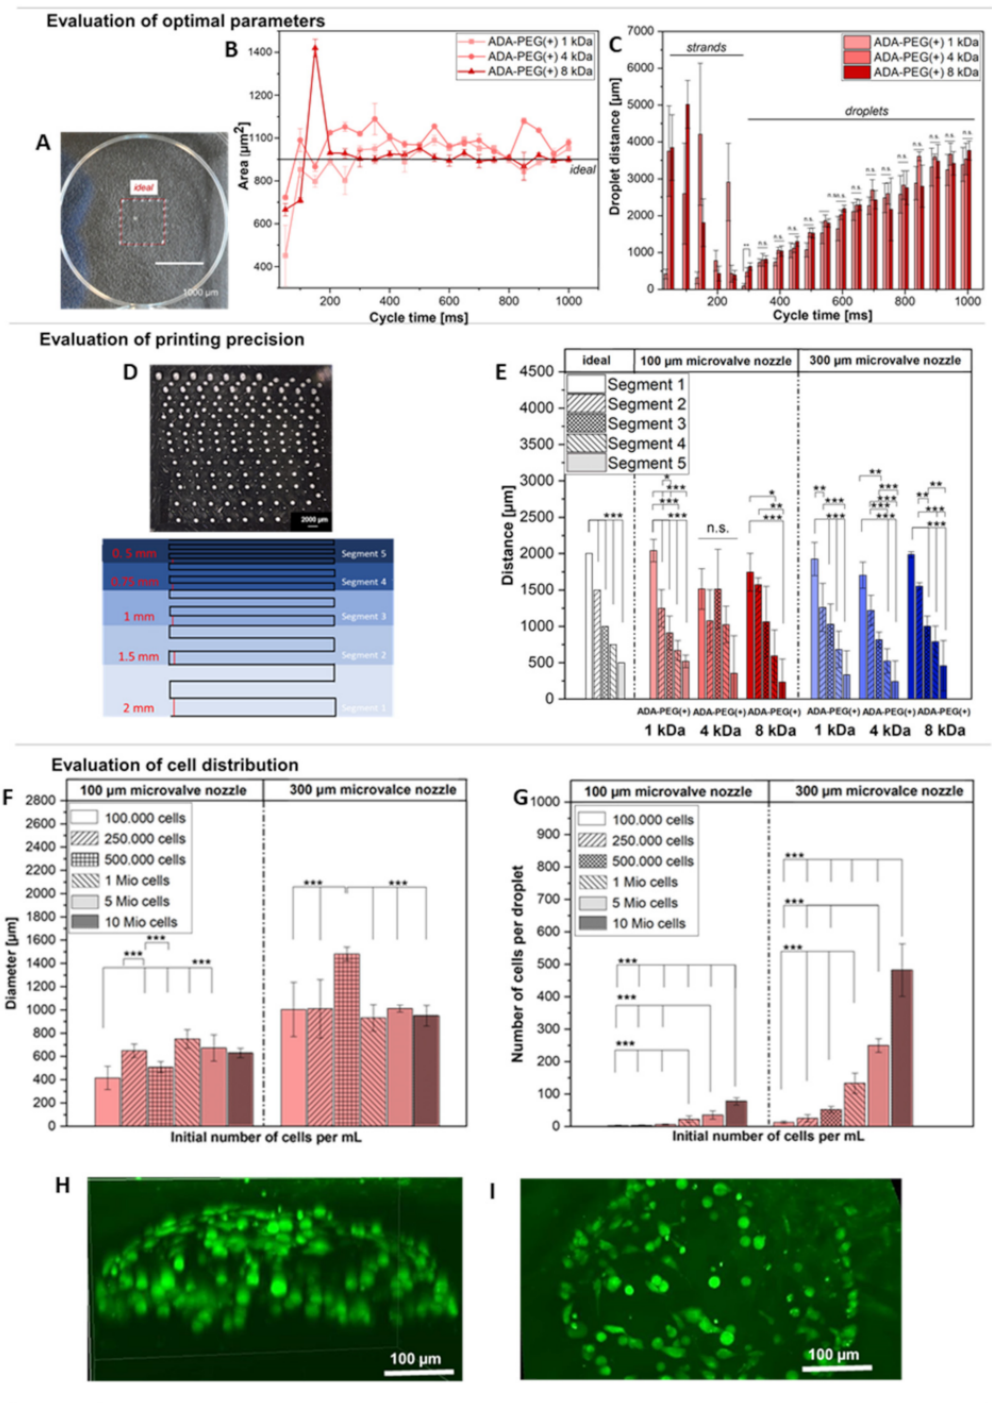 Evaluation of optimal parameters
A
ideal
1000 µm
B
1400
1200
1100
800
600
400
Area [µm²]
ADA-PEG(+) 1 kDa
ADA-PEG(+) 4 kDa
ADA-PEG(+) 8 kDa
ideal
200 400 600 800 1000
Cycle time [ms]
C
7000
6000
5000
4000
3000
2000
1000
0
Droplet distance [µm]
strands
ADA-PEG(+) 1 kDa
ADA-PEG(+) 4 kDa
ADA-PEG(+) 8 kDa
droplets
** n.s. n.s. n.s. n.s. n.s. n.s. n.s. n.s. n.s. n.s. n.s. n.s.
200 400 600 800 1000
Cycle time [ms]
Evaluation of printing precision
D
2000 µm
0. 5 mm Segment 5
0.75 mm Segment 4
1 mm Segment 3
1.5 mm Segment 2
2 mm Segment 1
E
ideal 100 µm microvalve nozzle 300 µm microvalve nozzle
4500
4000
3500
3000
2500
2000
1500
1000
500
0
Distance [µm]
Segment 1
Segment 2
Segment 3
Segment 4
Segment 5
n.s.
ADA-PEG(+) ADA-PEG(+) ADA-PEG(+) ADA-PEG(+) ADA-PEG(+) ADA-PEG(+)
1 kDa 4 kDa 8 kDa 1 kDa 4 kDa 8 kDa
Evaluation of cell distribution
F
100 µm microvalve nozzle 300 µm microvalce nozzle
2800
2600
2400
2200
2000
1800
1600
1400
1200
1000
800
600
400
200
0
Diameter [µm]
100.000 cells
250.000 cells
500.000 cells
1 Mio cells
5 Mio cells
10 Mio cells
*** *** *** *** ***
Initial number of cells per mL
G
100 µm microvalve nozzle 300 µm microvalce nozzle
1000
900
800
700
600
500
400
300
200
100
0
Number of cells per droplet
100.000 cells
250.000 cells
500.000 cells
1 Mio cells
5 Mio cells
10 Mio cells
*** *** *** *** *** ***
Initial number of cells per mL
H
100 µm
I
100 µm